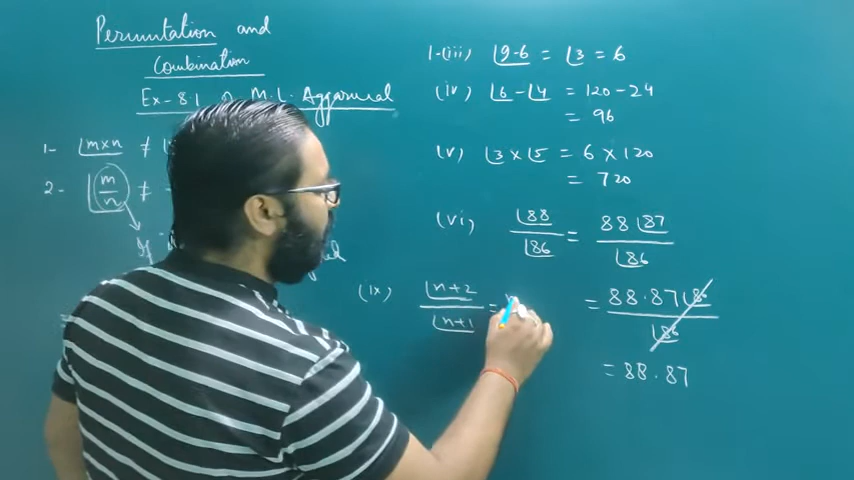 Permutation and
Combination
Ex-8.1 M.L. Aggarwal
1- ⌊m×n ≠
2- ⌊m/n ≠
If
1-(iii) ⌊9-6 = ⌊3 = 6
(iv) ⌊6-⌊4 = 120-24
= 96
(v) ⌊3×⌊5 = 6×120
= 720
(vi) ⌊88/⌊86 = 88⌊87/⌊86
= 88.87⌊86/⌊86
= 88.87
(ix) ⌊n+2/⌊n+1 =